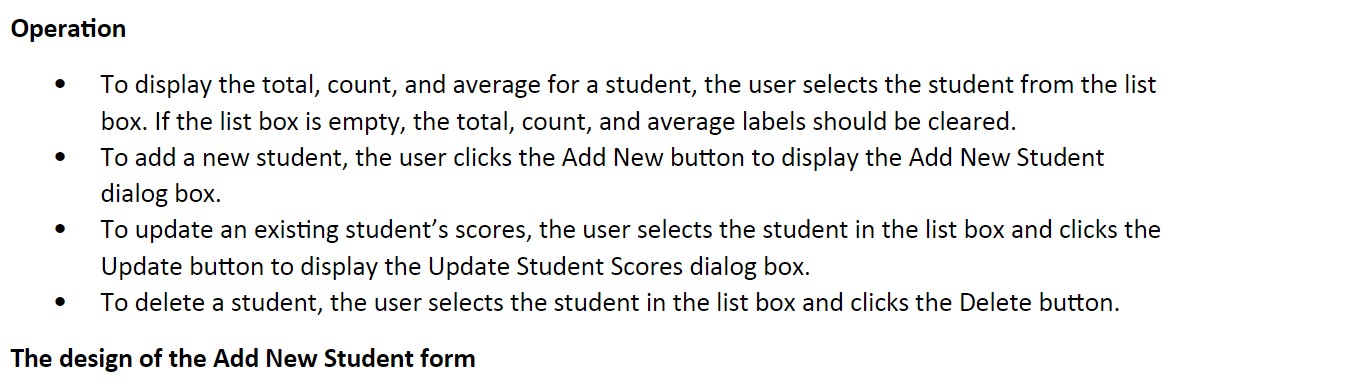 Operation
• To display the total, count, and average for a student, the user selects the student from the list
box. If the list box is empty, the total, count, and average labels should be cleared.
• To add a new student, the user clicks the Add New button to display the Add New Student
dialog box.
• To update an existing student’s scores, the user selects the student in the list box and clicks the
Update button to display the Update Student Scores dialog box.
• To delete a student, the user selects the student in the list box and clicks the Delete button.
The design of the Add New Student form